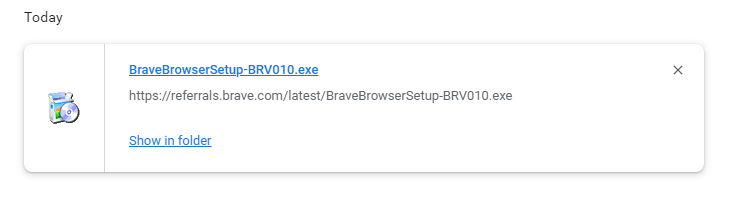 Today
BraveBrowserSetup-BRV010.exe
https://referrals.brave.com/latest/BraveBrowserSetup-BRV010.exe
Show in folder